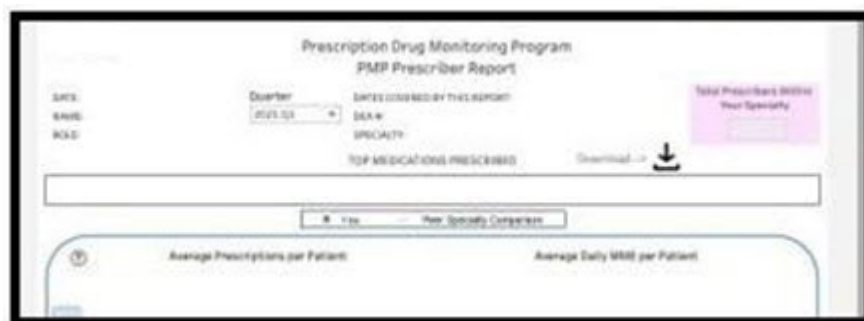 Prescription Drug Monitoring Program
PMP Prescriber Report
DATE:
NAME:
ROLE:
Quarter
DATES COVERED BY THIS REPORT:
DEA #:
SPECIALTY:
Total Prescribers Within
Your Specialty
TOP MEDICATIONS PRESCRIBED
Download -->
You
Peer Specialty Comparison
Average Prescriptions per Patient
Average Daily MME per Patient